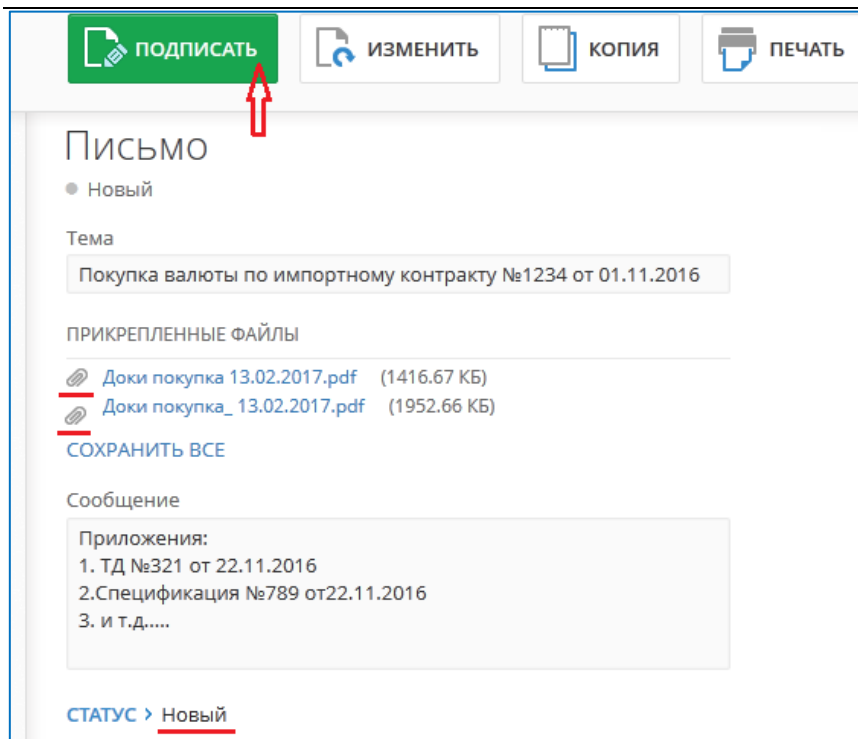 ПОДПИСАТЬ ИЗМЕНИТЬ КОПИЯ ПЕЧАТЬ
Письмо
Новый
Тема
Покупка валюты по импортному контракту №1234 от 01.11.2016
ПРИКРЕПЛЕННЫЕ ФАЙЛЫ
Доки покупка 13.02.2017.pdf (1416.67 КБ)
Доки покупка_ 13.02.2017.pdf (1952.66 КБ)
СОХРАНИТЬ ВСЕ
Сообщение
Приложения:
1. ТД №321 от 22.11.2016
2.Спецификация №789 от22.11.2016
3. и т.д.....
СТАТУС > Новый